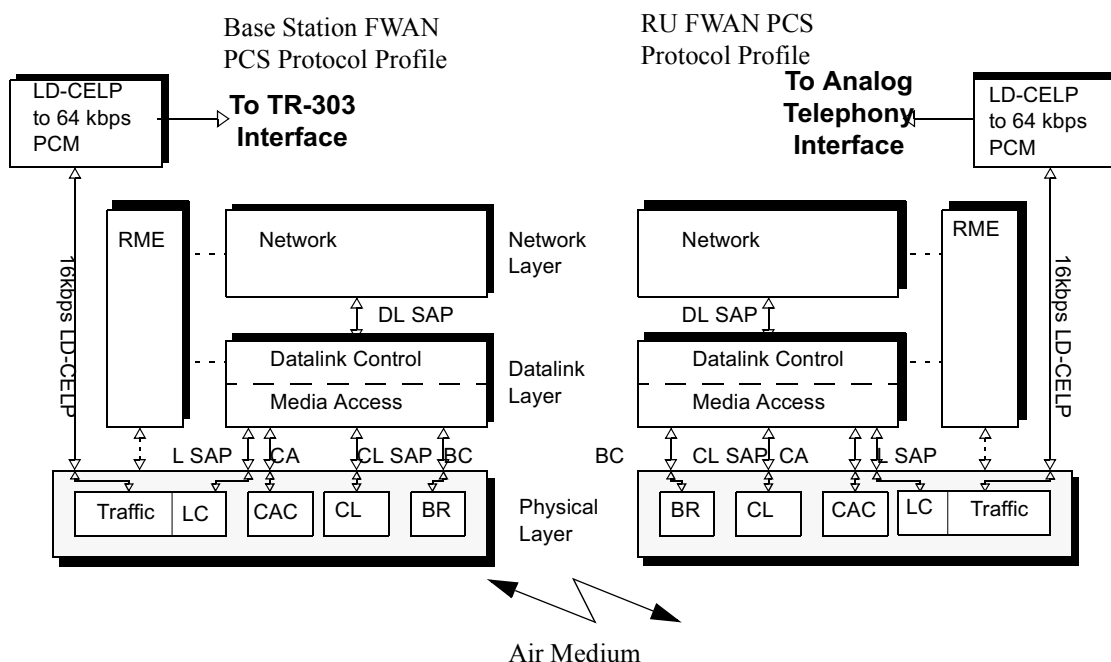 Base Station FWAN
PCS Protocol Profile
RU FWAN PCS
Protocol Profile
LD-CELP
to 64 kbps
PCM
To TR-303
Interface
To Analog
Telephony
Interface
LD-CELP
to 64 kbps
PCM
16kbps LD-CELP
RME
Network
Network
Layer
Network
RME
16kbps LD-CELP
DL SAP
DL SAP
Datalink Control
Media Access
Datalink
Layer
Datalink Control
Media Access
L SAP
CA
CL SAP
BC
BC
CL SAP
CA
L SAP
Traffic
LC
CAC
CL
BR
Physical
Layer
BR
CL
CAC
LC
Traffic
Air Medium